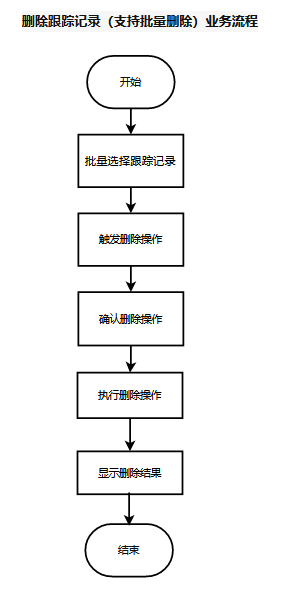 删除跟踪记录（支持批量删除）业务流程
开始
批量选择跟踪记录
触发删除操作
确认删除操作
执行删除操作
显示删除结果
结束